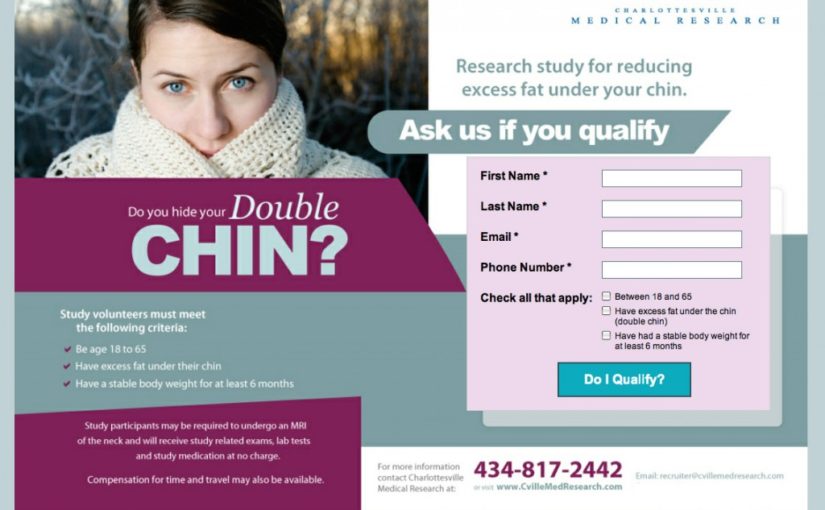 CHARLOTTESVILLE
MEDICAL RESEARCH
Research study for reducing
excess fat under your chin.
Ask us if you qualify
Do you hide your Double
CHIN?
Study volunteers must meet
the following criteria:
Be age 18 to 65
Have excess fat under their chin
Have a stable body weight for at least 6 months
Study participants may be required to undergo an MRI
of the neck and will receive study related exams, lab tests
and study medication at no charge.
Compensation for time and travel may also be available.
First Name *
Last Name *
Email *
Phone Number *
Check all that apply:
Between 18 and 65
Have excess fat under the chin
(double chin)
Have had a stable body weight for
at least 6 months
Do I Qualify?
For more information
contact Charlottesville
Medical Research at:
434-817-2442
or visit www.CvilleMedResearch.com
Email: recruiter@cvillemedresearch.com